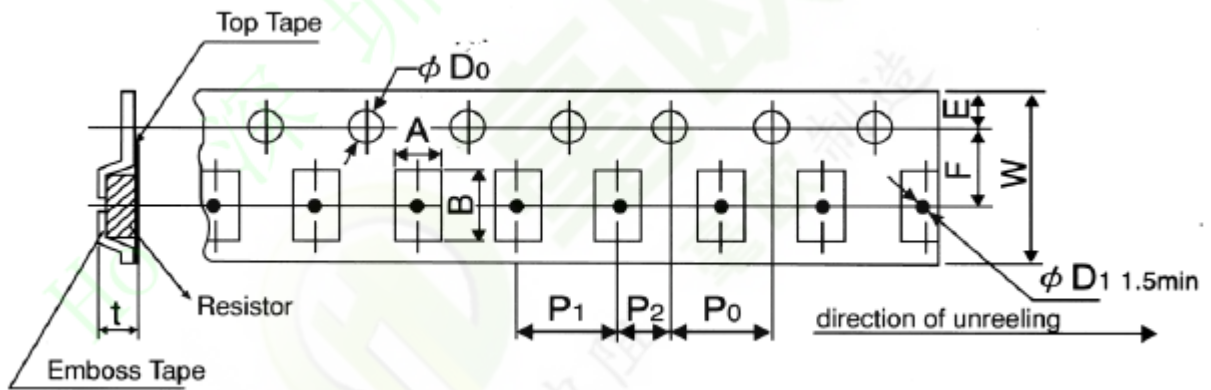 Top Tape
φ D0
A
B
E
F
W
φ D1 1.5min
Resistor
t
P1
P2
P0
direction of unreeling
Emboss Tape